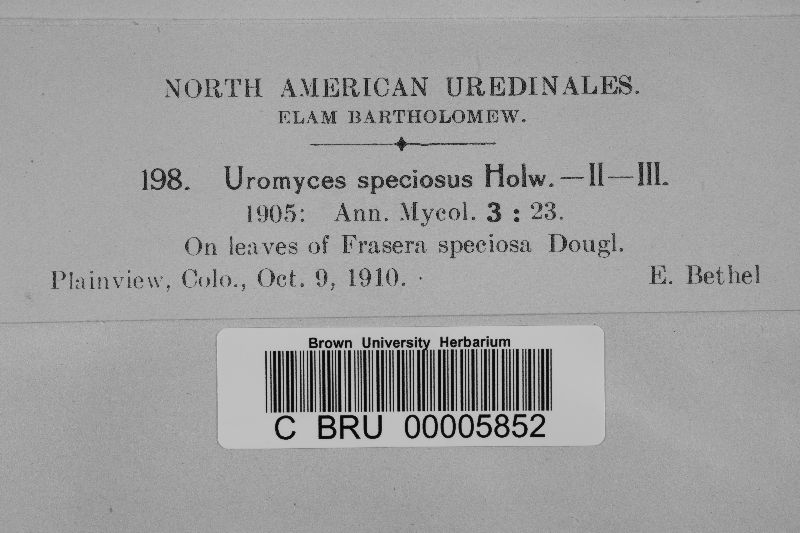 NORTH AMERICAN UREDINALES.
ELAM BARTHOLOMEW.
198. Uromyces speciosus Holw.—II—III.
1905: Ann. Mycol. 3 : 23.
On leaves of Frasera speciosa Dougl.
Plainview, Colo., Oct. 9, 1910. E. Bethel
Brown University Herbarium
C BRU 00005852